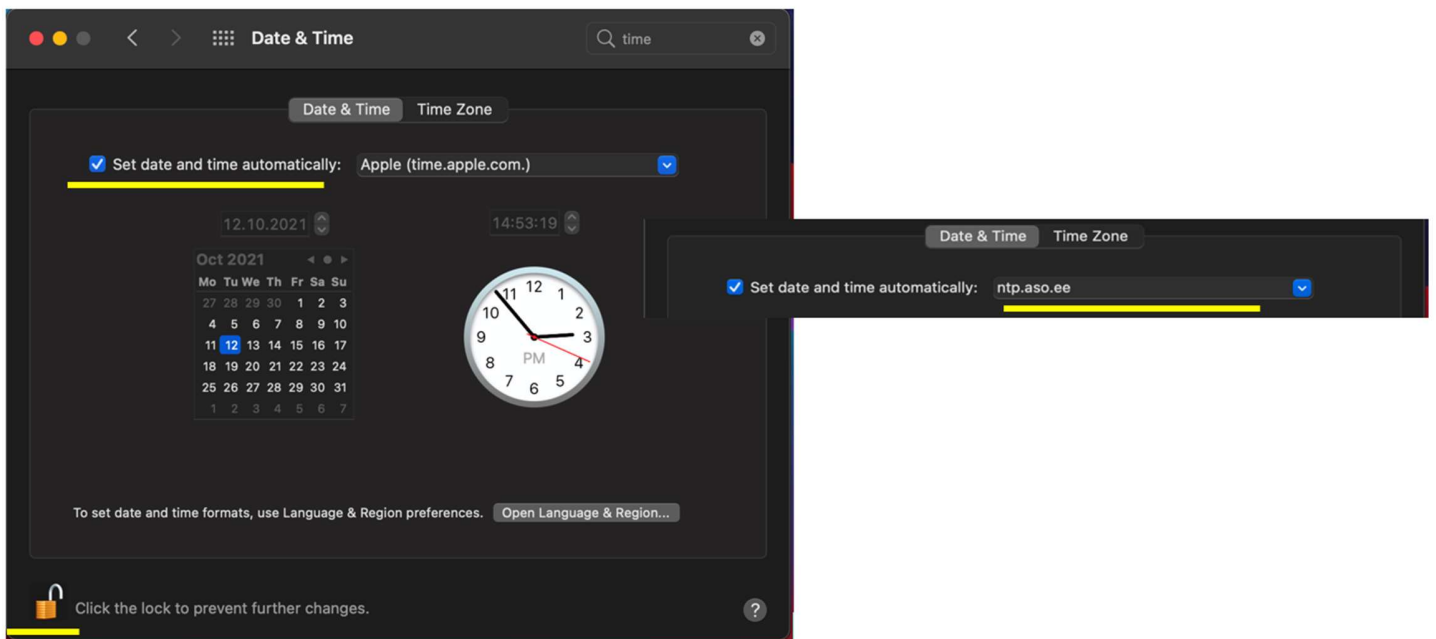 Date & Time
time
Date & Time Time Zone
Set date and time automatically: Apple (time.apple.com.)
12.10.2021 14:53:19
Oct 2021
Mo Tu We Th Fr Sa Su
27 28 29 30 1 2 3
4 5 6 7 8 9 10
11 12 13 14 15 16 17
18 19 20 21 22 23 24
25 26 27 28 29 30 31
1 2 3 4 5 6 7
12 1 2 3 4 5 6 7 8 9 10 11
PM
To set date and time formats, use Language & Region preferences. Open Language & Region...
Click the lock to prevent further changes. ?
Date & Time Time Zone
Set date and time automatically: ntp.aso.ee